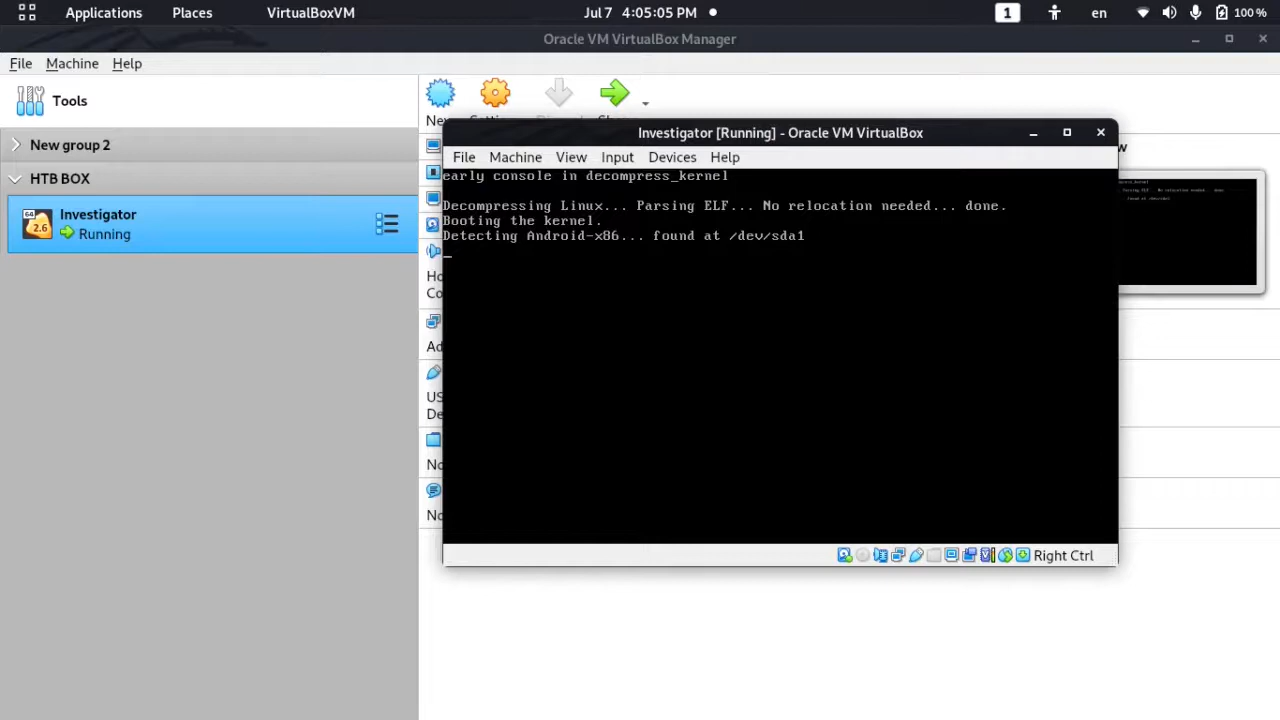 Applications Places VirtualBoxVM Jul 7 4:05:05 PM 1 en 100 %
Oracle VM VirtualBox Manager
File Machine Help
Tools
New group 2
HTB BOX
64
2.6
Investigator
Running
Investigator [Running] - Oracle VM VirtualBox
File Machine View Input Devices Help
early console in decompress_kernel
Decompressing Linux... Parsing ELF... No relocation needed... done.
Booting the kernel.
Detecting Android-x86... found at /dev/sda1
Right Ctrl